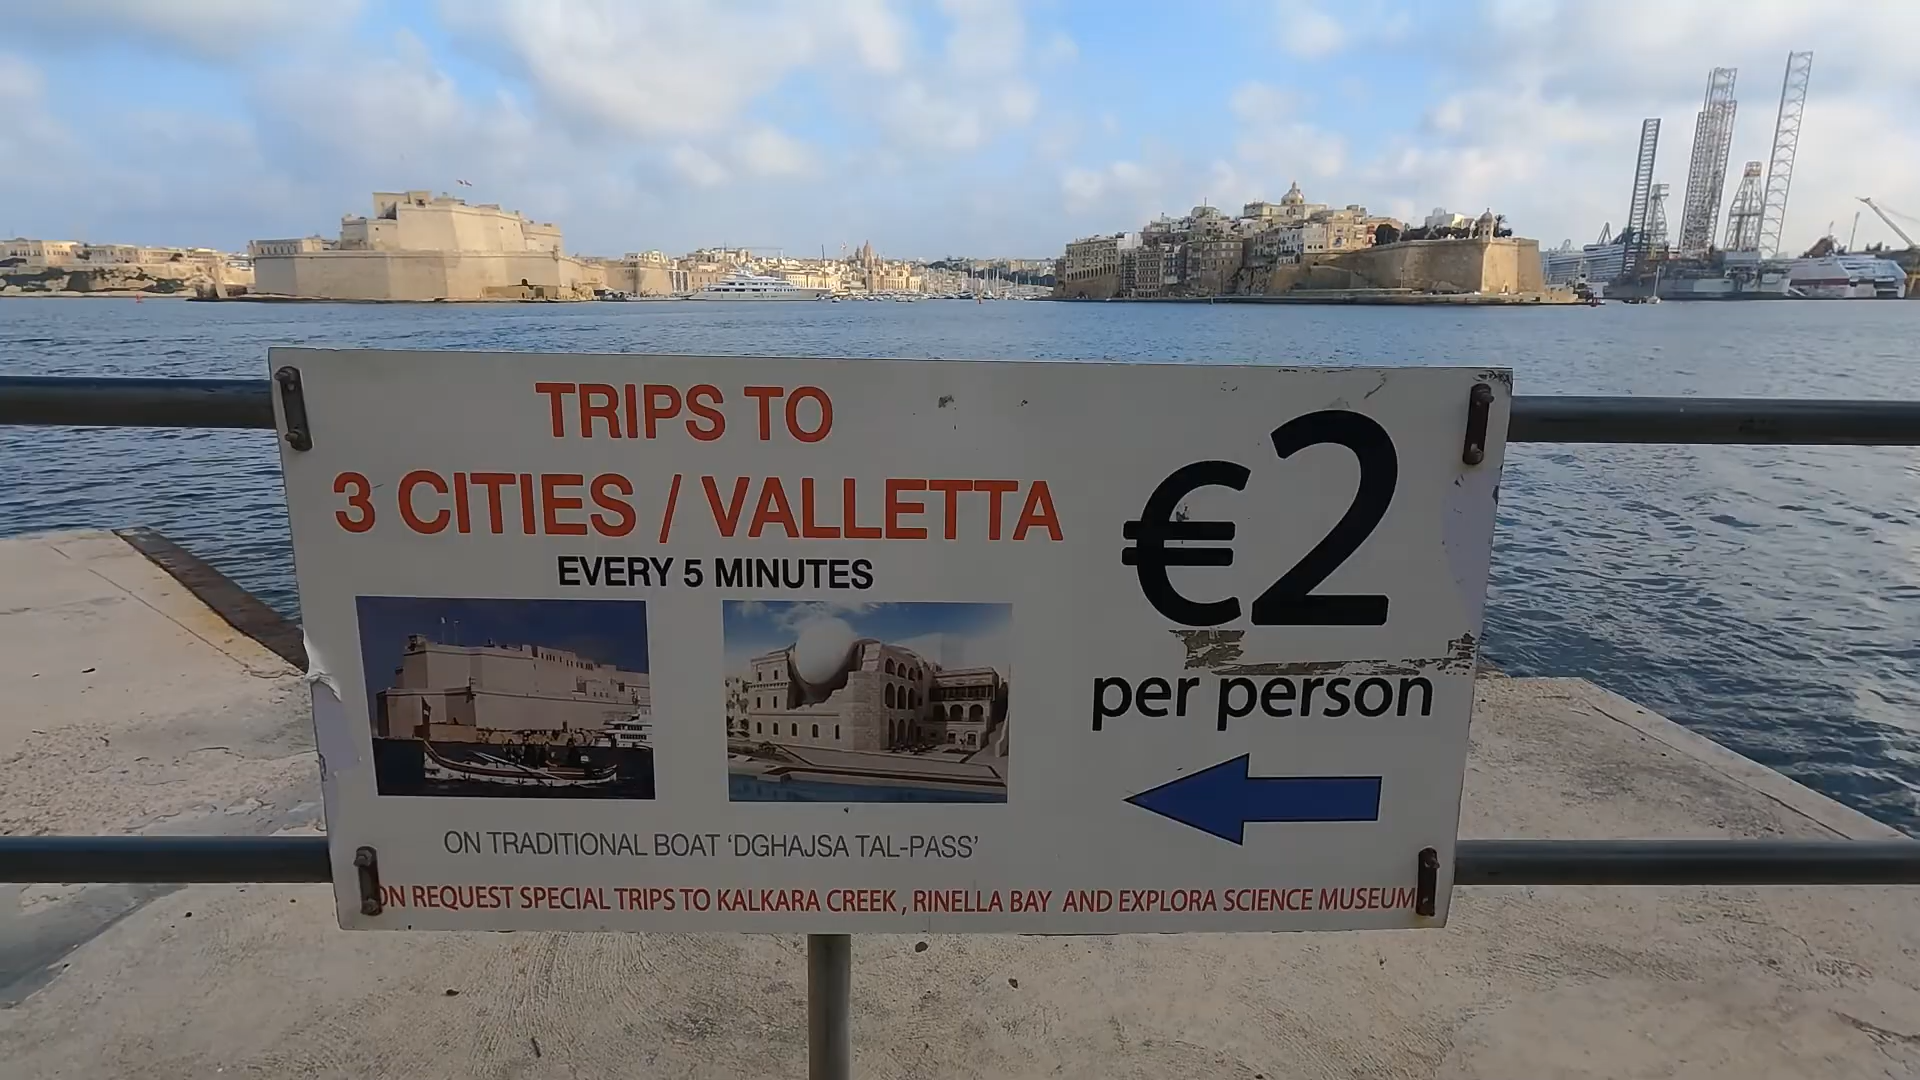 TRIPS TO
3 CITIES / VALLETTA
EVERY 5 MINUTES
€2
per person
ON TRADITIONAL BOAT ‘DGHAJSA TAL-PASS’
ON REQUEST SPECIAL TRIPS TO KALKARA CREEK , RINELLA BAY AND EXPLORA SCIENCE MUSEUM